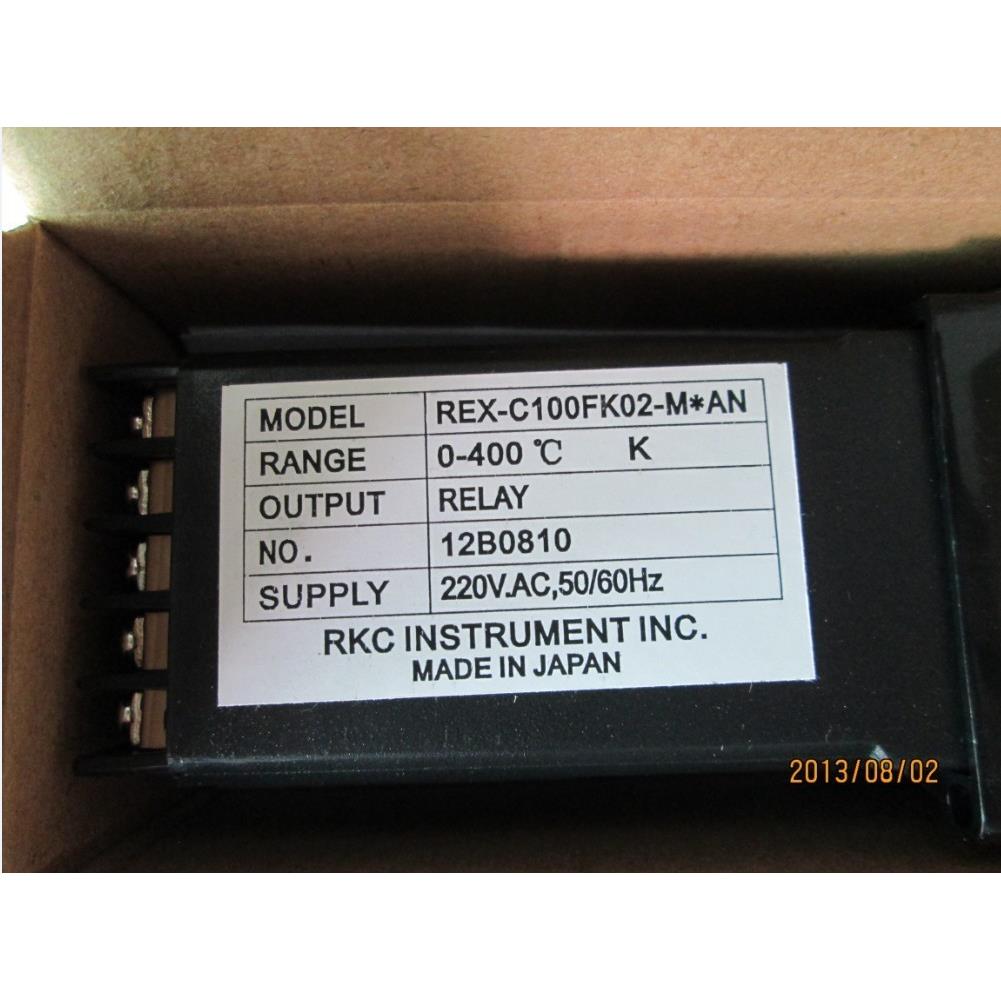 MODEL REX-C100FK02-M*AN
RANGE 0-400 ℃ K
OUTPUT RELAY
NO. 12B0810
SUPPLY 220V.AC,50/60Hz
RKC INSTRUMENT INC.
MADE IN JAPAN
2013/08/02